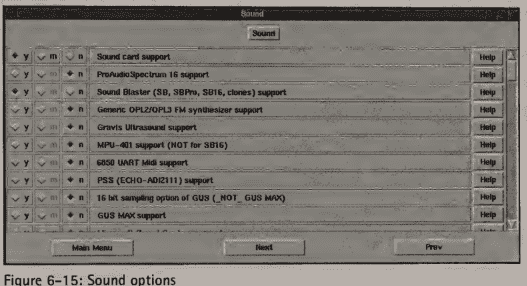 Sound
Sound
y m n Sound card support Help
y m n ProAudioSpectrum 16 support Help
y m n Sound Blaster (SB, SBPro, SB16, clones) support Help
y m n Generic OPL2/OPL3 FM synthesizer support Help
y m n Gravis Ultrasound support Help
y m n MPU-401 support (NOT for SB16) Help
y m n 6850 UART Midi support Help
y m n PSS (ECHO-ADI2111) support Help
y m n 16 bit sampling option of GUS (_NOT_ GUS MAX) Help
y m n GUS MAX support Help
Main Menu Next Prev
Figure 6-15: Sound options